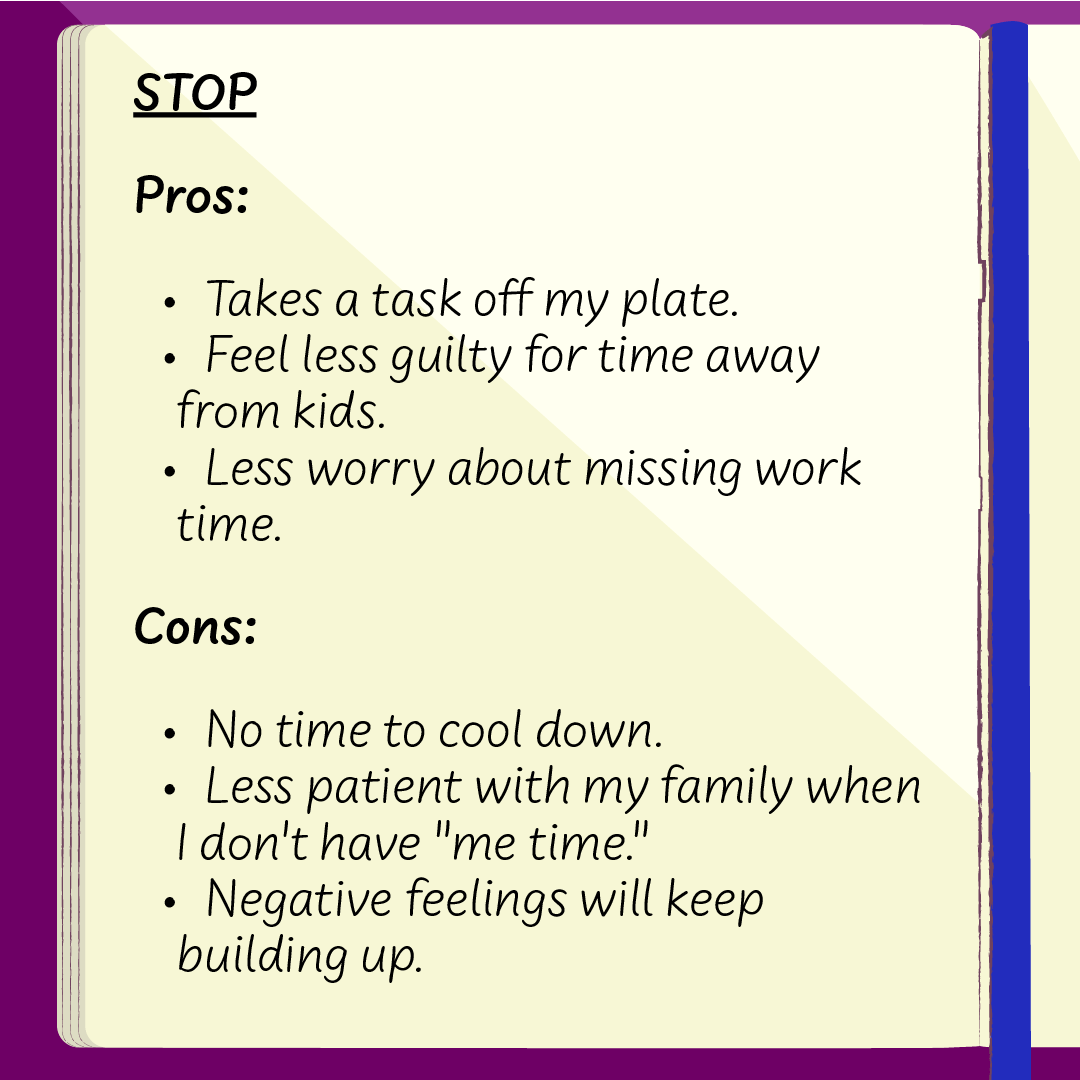 STOP
Pros:
• Takes a task off my plate.
• Feel less guilty for time away
from kids.
• Less worry about missing work
time.
Cons:
• No time to cool down.
• Less patient with my family when
I don't have "me time."
• Negative feelings will keep
building up.